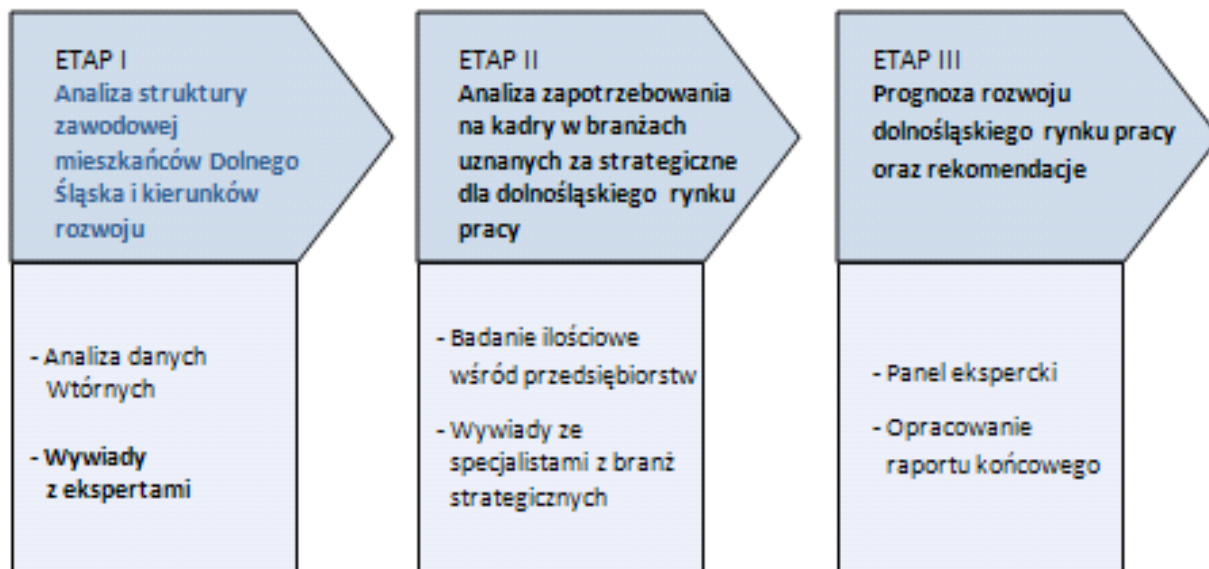 ETAP I
Analiza struktury
zawodowej
mieszkańców Dolnego
Śląska i kierunków
rozwoju
- Analiza danych
Wtórnych
- Wywiady
z ekspertami
ETAP II
Analiza zapotrzebowania
na kadry w branżach
uznanych za strategiczne
dla dolnośląskiego rynku
pracy
- Badanie ilościowe
wśród przedsiębiorstw
- Wywiady ze
specjalistami z branż
strategicznych
ETAP III
Prognoza rozwoju
dolnośląskiego rynku pracy
oraz rekomendacje
- Panel ekspercki
- Opracowanie
raportu końcowego